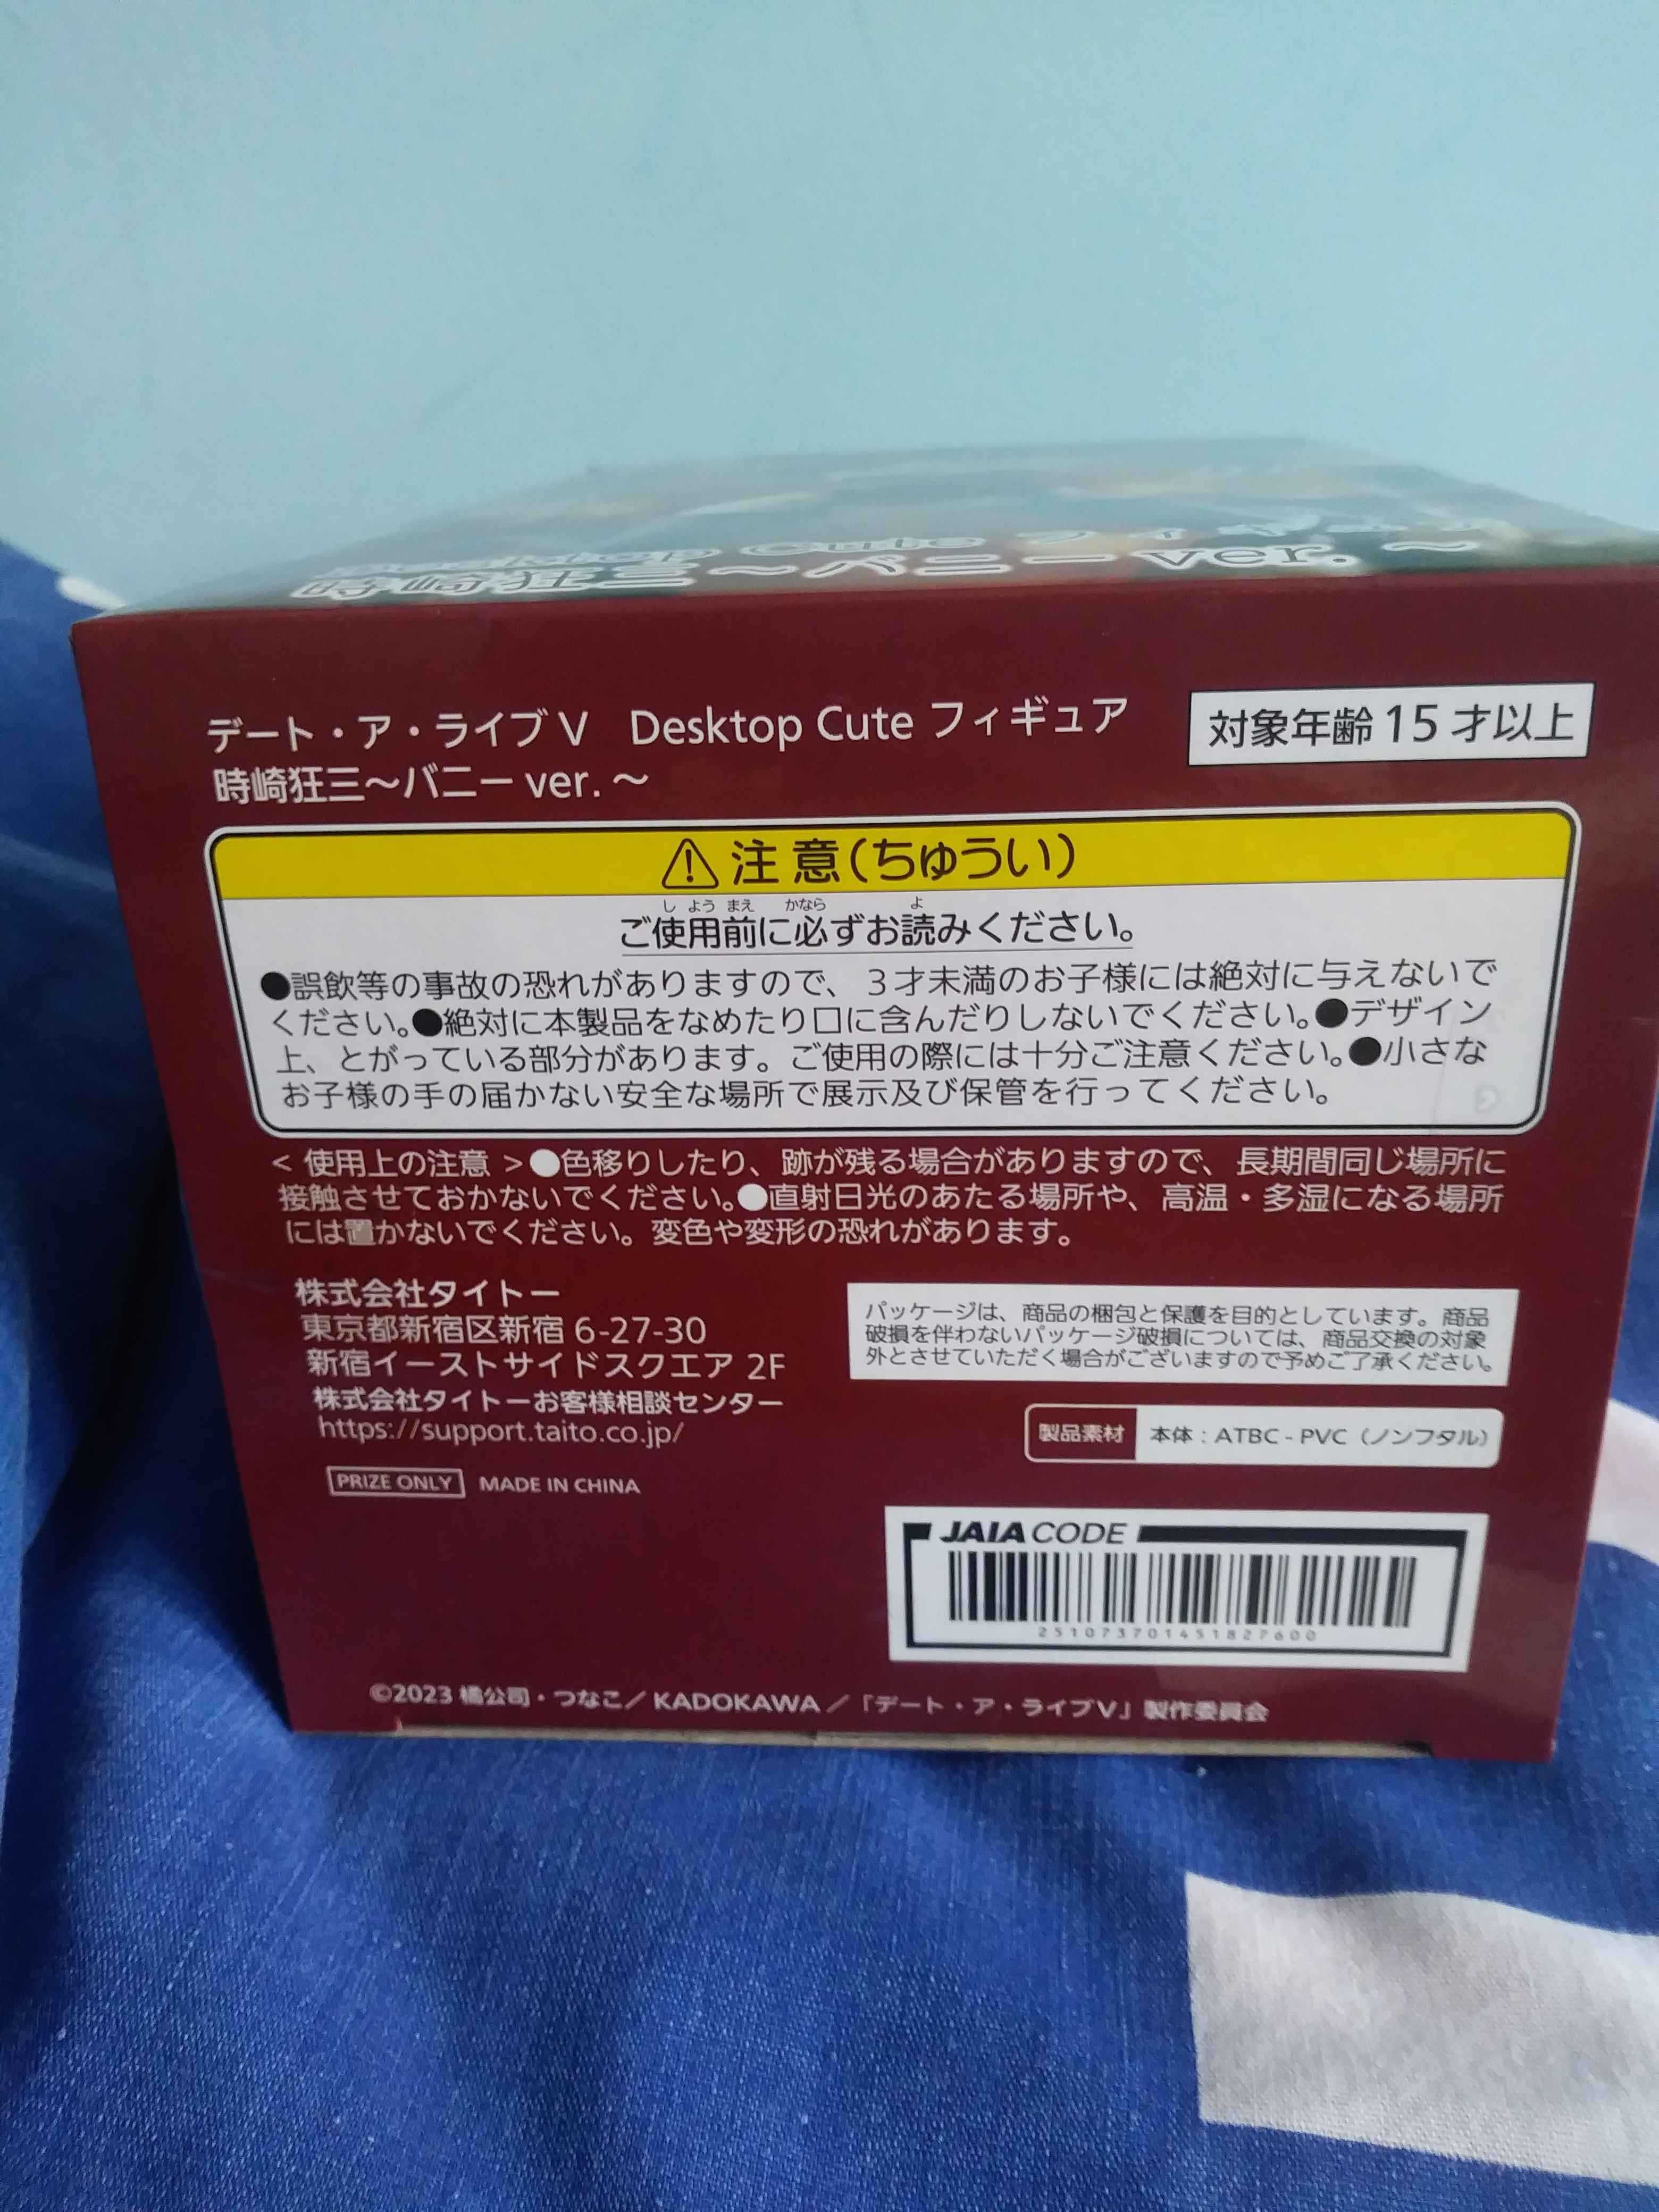 Desktop Cute フィギュア
時崎狂三～バニーver.～
デート・ア・ライブⅤ Desktop Cute フィギュア
時崎狂三～バニー ver. ～
対象年齢 15 才以上
⚠ 注 意（ちゅうい）
し よう まえ かなら よ
ご使用前に必ずお読みください。
●誤飲等の事故の恐れがありますので、３才未満のお子様には絶対に与えないで
ください。●絶対に本製品をなめたり口に含んだりしないでください。●デザイン
上、とがっている部分があります。ご使用の際には十分ご注意ください。●小さな
お子様の手の届かない安全な場所で展示及び保管を行ってください。
< 使用上の注意 >●色移りしたり、跡が残る場合がありますので、長期間同じ場所に
接触させておかないでください。●直射日光のあたる場所や、高温・多湿になる場所
には置かないでください。変色や変形の恐れがあります。
株式会社タイトー
東京都新宿区新宿 6-27-30
新宿イーストサイドスクエア 2F
株式会社タイトーお客様相談センター
https://support.taito.co.jp/
PRIZE ONLY MADE IN CHINA
パッケージは、商品の梱包と保護を目的としています。商品
破損を伴わないパッケージ破損については、商品交換の対象
外とさせていただく場合がございますので予めご了承ください。
製品素材 本体：ATBC - PVC（ノンフタル）
JAIA CODE
251073701451827600
©2023 橘公司・つなこ／KADOKAWA／「デート・ア・ライブⅤ」製作委員会